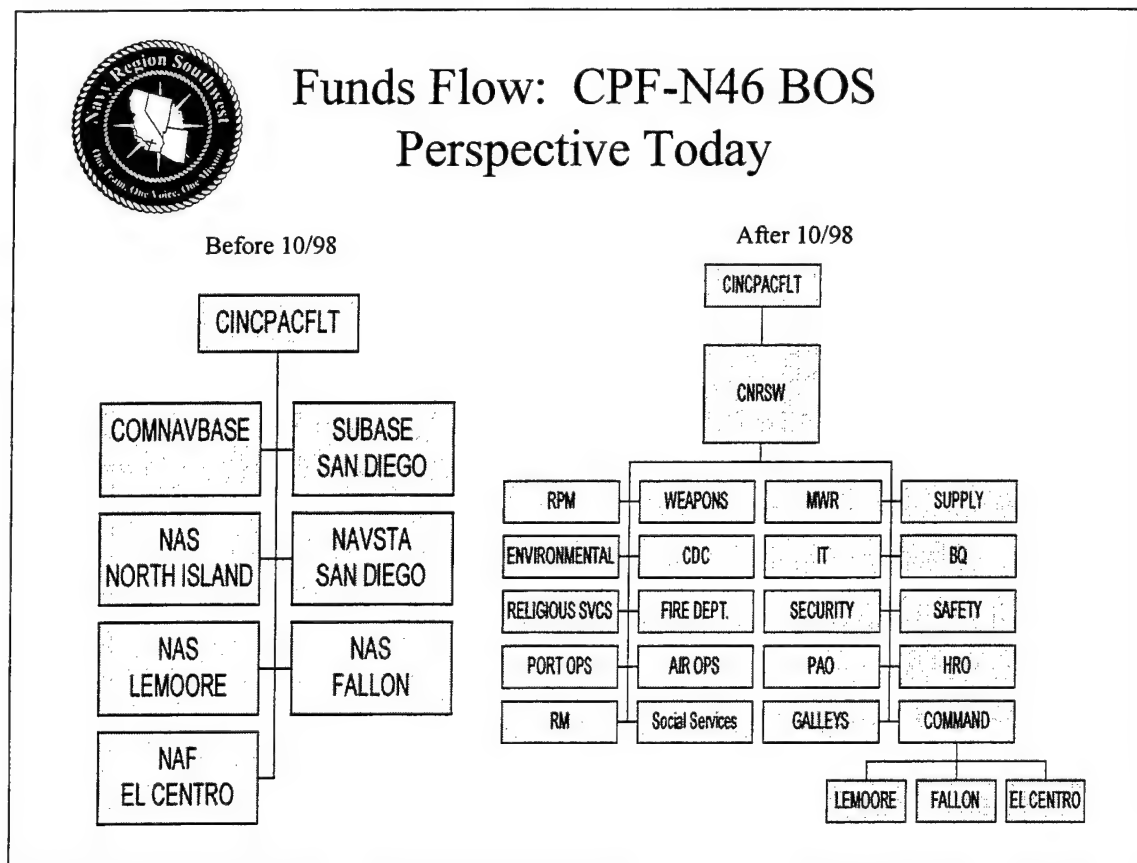 Navy Region Southwest
One Team, One Voice, One Mission
Funds Flow: CPF-N46 BOS
Perspective Today
Before 10/98
CINCPACFLT
COMNAVBASE
SUBASE
SAN DIEGO
NAS
NORTH ISLAND
NAVSTA
SAN DIEGO
NAS
LEMOORE
NAS
FALLON
NAF
EL CENTRO
After 10/98
CINCPACFLT
CNRSW
RPM
WEAPONS
MWR
SUPPLY
ENVIRONMENTAL
CDC
IT
BQ
RELIGIOUS SVCS
FIRE DEPT.
SECURITY
SAFETY
PORT OPS
AIR OPS
PAO
HRO
RM
Social Services
GALLEYS
COMMAND
LEMOORE
FALLON
EL CENTRO